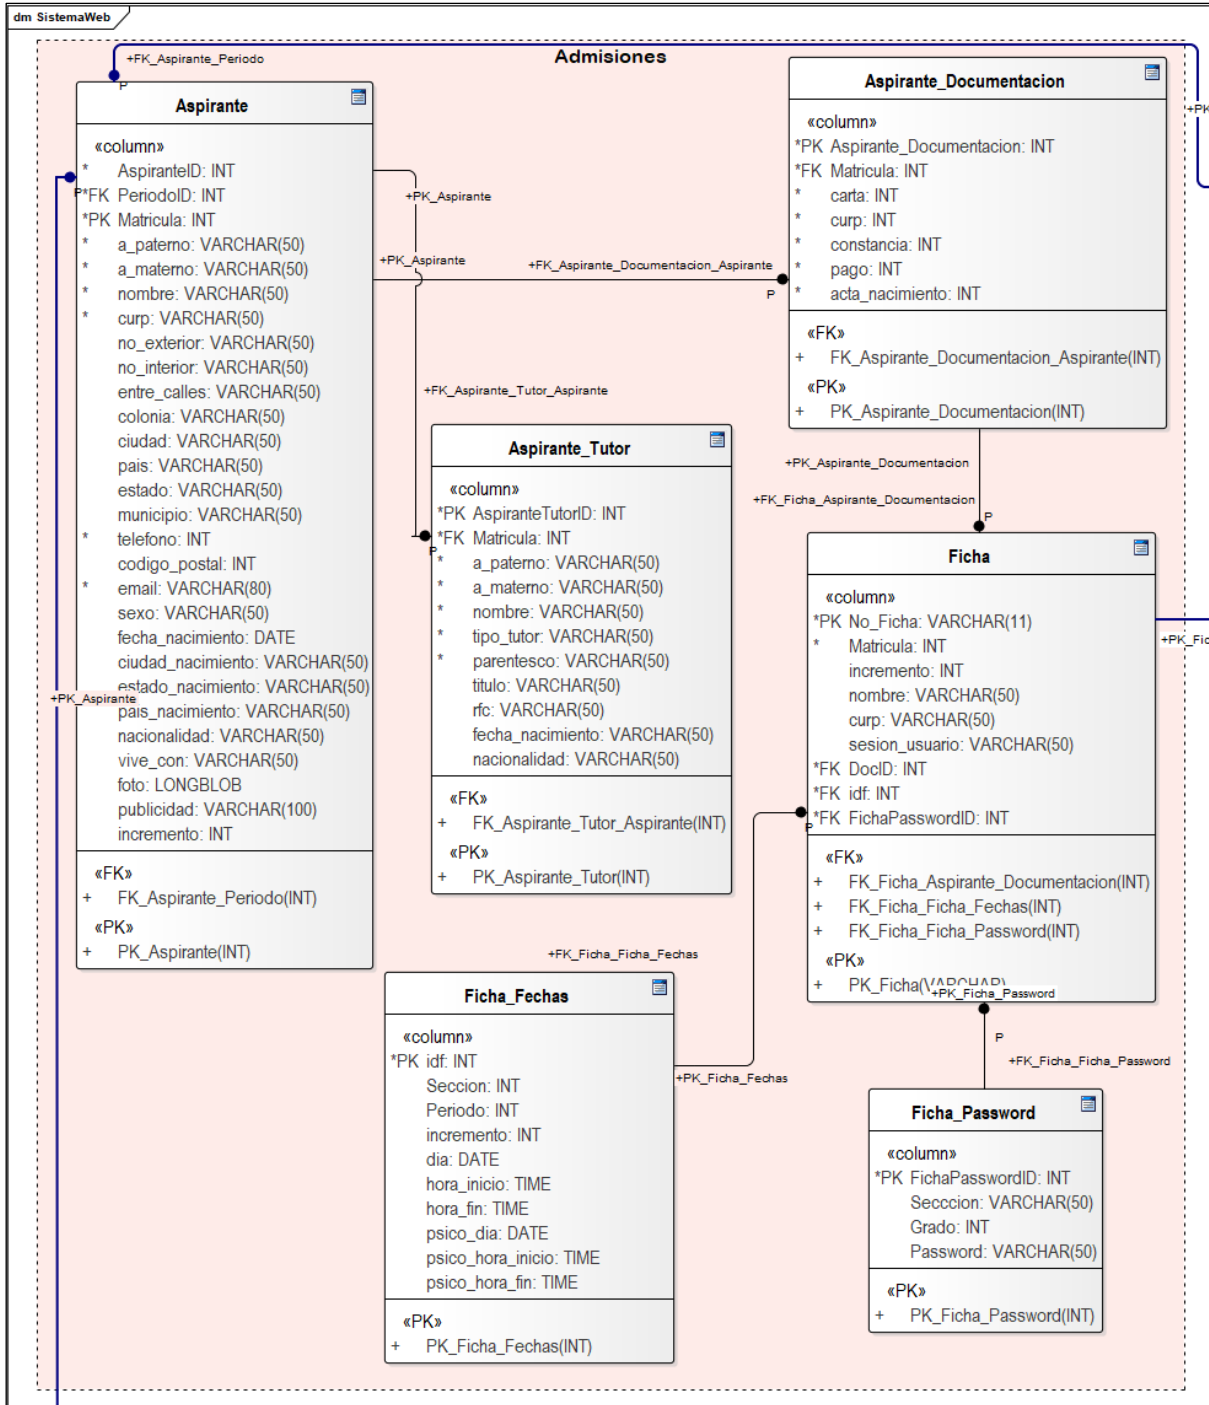 dm SistemaWeb
Admisiones
+FK_Aspirante_Periodo
P
+PK
Aspirante
«column»
* AspiranteID: INT
*FK PeriodoID: INT
*PK Matricula: INT
* a_paterno: VARCHAR(50)
* a_materno: VARCHAR(50)
* nombre: VARCHAR(50)
* curp: VARCHAR(50)
no_exterior: VARCHAR(50)
no_interior: VARCHAR(50)
entre_calles: VARCHAR(50)
colonia: VARCHAR(50)
ciudad: VARCHAR(50)
pais: VARCHAR(50)
estado: VARCHAR(50)
municipio: VARCHAR(50)
* telefono: INT
codigo_postal: INT
* email: VARCHAR(80)
sexo: VARCHAR(50)
fecha_nacimiento: DATE
ciudad_nacimiento: VARCHAR(50)
estado_nacimiento: VARCHAR(50)
pais_nacimiento: VARCHAR(50)
nacionalidad: VARCHAR(50)
vive_con: VARCHAR(50)
foto: LONGBLOB
publicidad: VARCHAR(100)
incremento: INT
«FK»
+ FK_Aspirante_Periodo(INT)
«PK»
+ PK_Aspirante(INT)
P
+PK_Aspirante
+PK_Aspirante
+PK_Aspirante
+FK_Aspirante_Documentacion_Aspirante
P
+FK_Aspirante_Tutor_Aspirante
P
Aspirante_Documentacion
«column»
*PK Aspirante_Documentacion: INT
*FK Matricula: INT
* carta: INT
* curp: INT
* constancia: INT
* pago: INT
* acta_nacimiento: INT
«FK»
+ FK_Aspirante_Documentacion_Aspirante(INT)
«PK»
+ PK_Aspirante_Documentacion(INT)
+PK_Aspirante_Documentacion
+FK_Ficha_Aspirante_Documentacion
P
Aspirante_Tutor
«column»
*PK AspiranteTutorID: INT
*FK Matricula: INT
* a_paterno: VARCHAR(50)
* a_materno: VARCHAR(50)
* nombre: VARCHAR(50)
* tipo_tutor: VARCHAR(50)
* parentesco: VARCHAR(50)
titulo: VARCHAR(50)
rfc: VARCHAR(50)
fecha_nacimiento: VARCHAR(50)
nacionalidad: VARCHAR(50)
«FK»
+ FK_Aspirante_Tutor_Aspirante(INT)
«PK»
+ PK_Aspirante_Tutor(INT)
Ficha
«column»
*PK No_Ficha: VARCHAR(11)
* Matricula: INT
incremento: INT
nombre: VARCHAR(50)
curp: VARCHAR(50)
sesion_usuario: VARCHAR(50)
*FK DocID: INT
*FK idf: INT
*FK FichaPasswordID: INT
«FK»
+ FK_Ficha_Aspirante_Documentacion(INT)
+ FK_Ficha_Ficha_Fechas(INT)
+ FK_Ficha_Ficha_Password(INT)
«PK»
+ PK_Ficha(VARCHAR)
+PK_Fic
P
+FK_Ficha_Ficha_Fechas
+PK_Ficha_Fechas
+PK_Ficha_Password
P
+FK_Ficha_Ficha_Password
Ficha_Fechas
«column»
*PK idf: INT
Seccion: INT
Periodo: INT
incremento: INT
dia: DATE
hora_inicio: TIME
hora_fin: TIME
psico_dia: DATE
psico_hora_inicio: TIME
psico_hora_fin: TIME
«PK»
+ PK_Ficha_Fechas(INT)
Ficha_Password
«column»
*PK FichaPasswordID: INT
Secccion: VARCHAR(50)
Grado: INT
Password: VARCHAR(50)
«PK»
+ PK_Ficha_Password(INT)